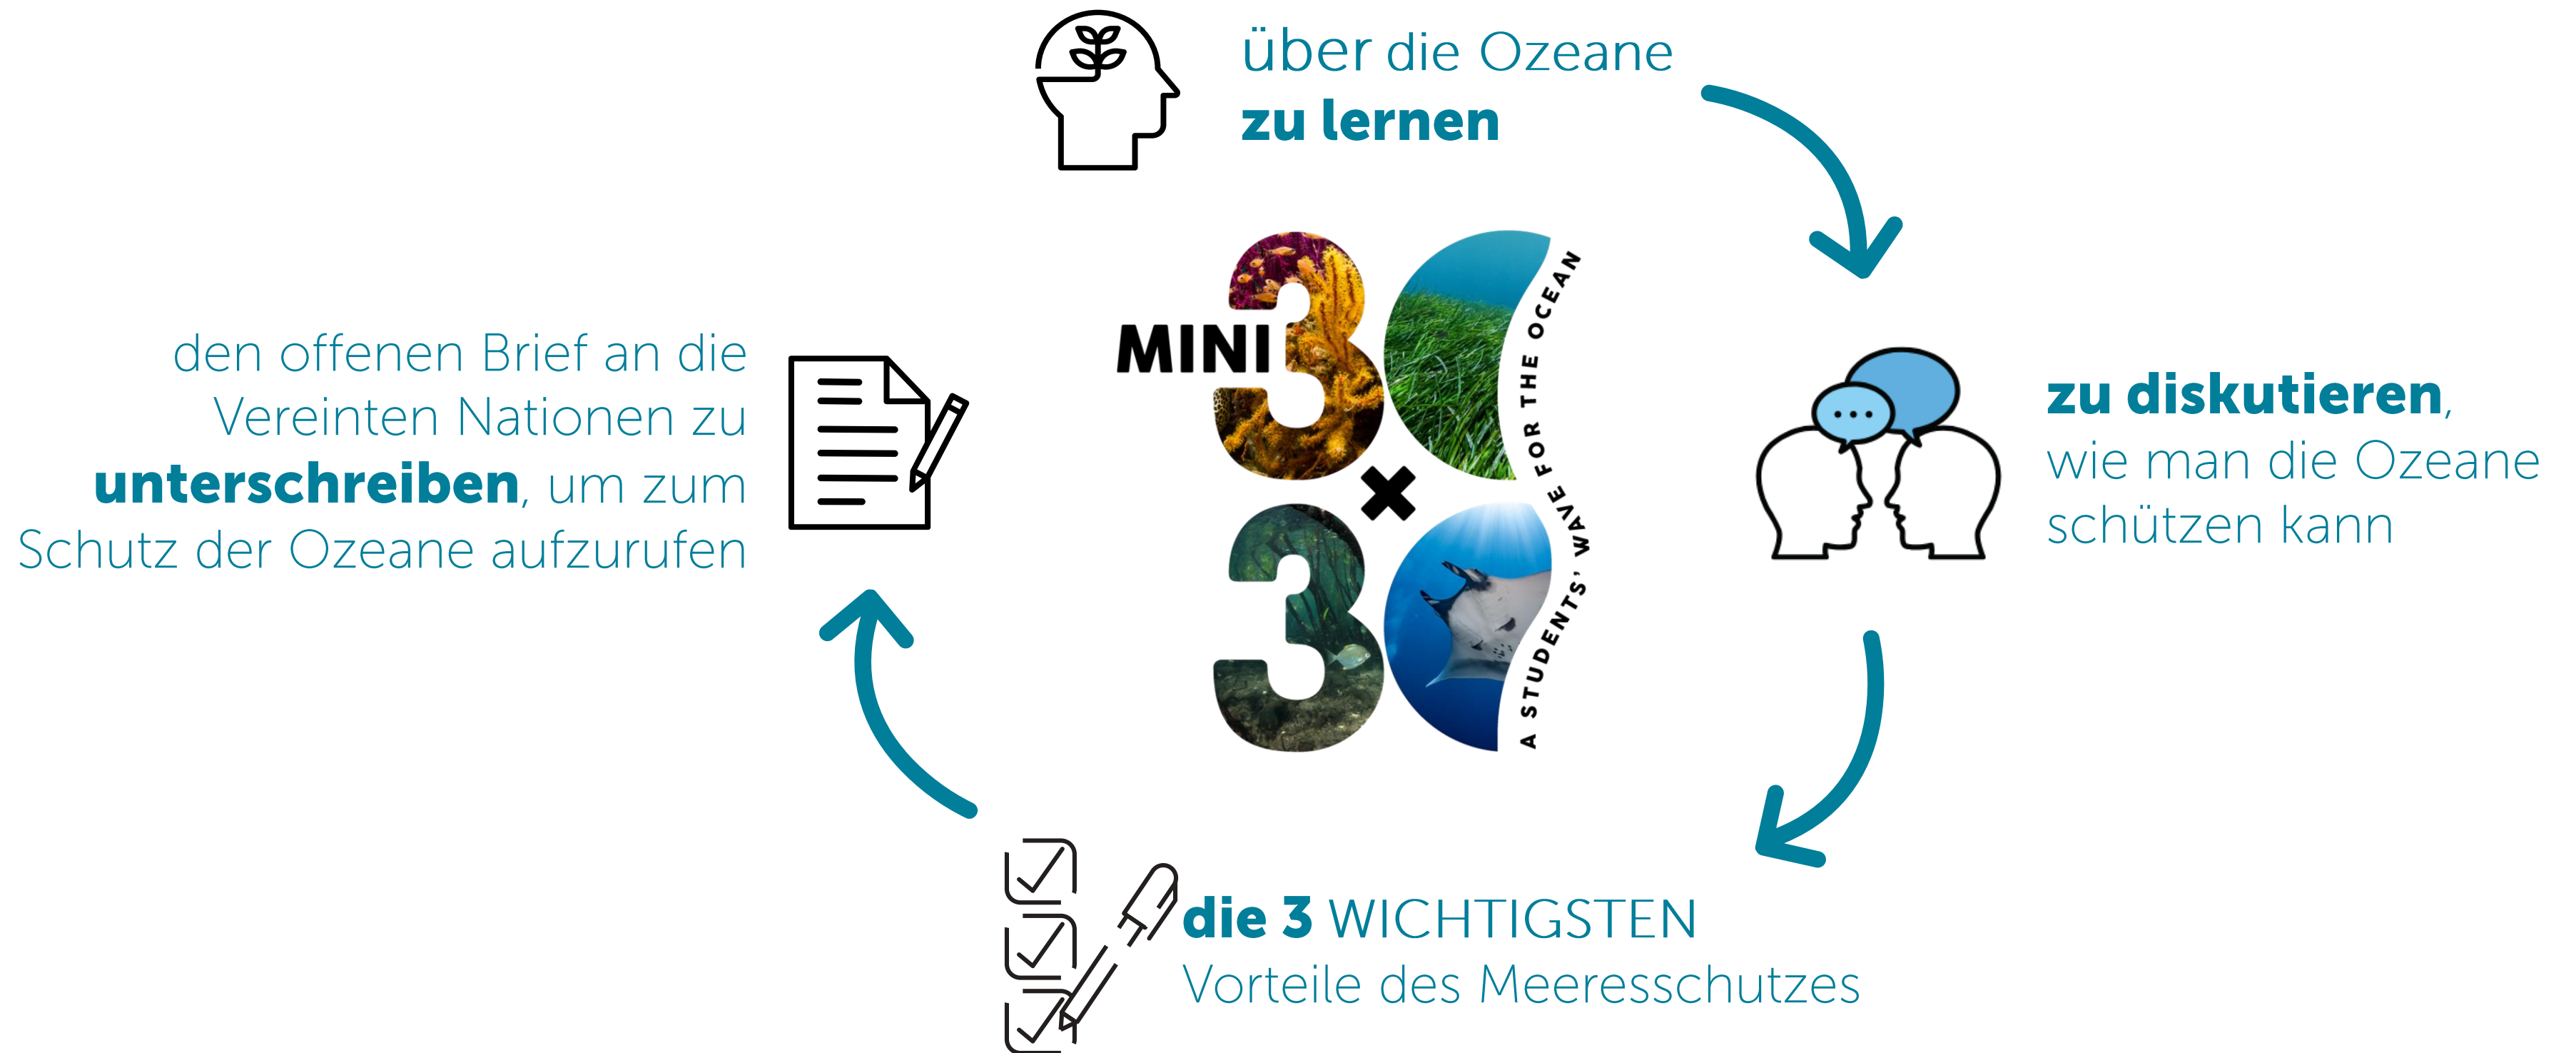 über die Ozeane
zu lernen
zu diskutieren,
wie man die Ozeane
schützen kann
die 3 WICHTIGSTEN
Vorteile des Meeresschutzes
den offenen Brief an die
Vereinten Nationen zu
unterschreiben, um zum
Schutz der Ozeane aufzurufen
MINI 30
×
30
A STUDENTS' WAVE FOR THE OCEAN